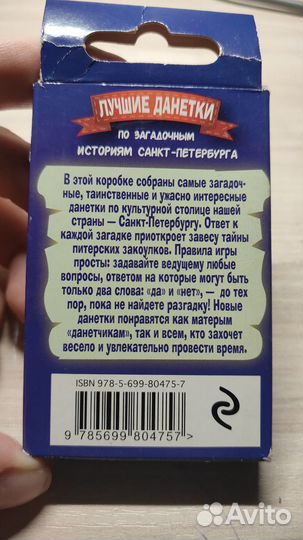 ЛУЧШИЕ ДАНЕТКИ
ПО ЗАГАДОЧНЫМ
ИСТОРИЯМ САНКТ-ПЕТЕРБУРГА
В этой коробке собраны самые загадоч-
ные, таинственные и ужасно интересные
данетки по культурной столице нашей
страны — Санкт-Петербургу. Ответ к
каждой загадке приоткроет завесу тайны
питерских закоулков. Правила игры
просты: задавайте ведущему любые
вопросы, ответом на которые могут быть
только два слова: «да» и «нет», — до тех
пор, пока не найдете разгадку! Новые
данетки понравятся как матерым
«данетчикам», так и всем, кто захочет
весело и увлекательно провести время.
ISBN 978-5-699-80475-7
9 785699 804757 >
Avito